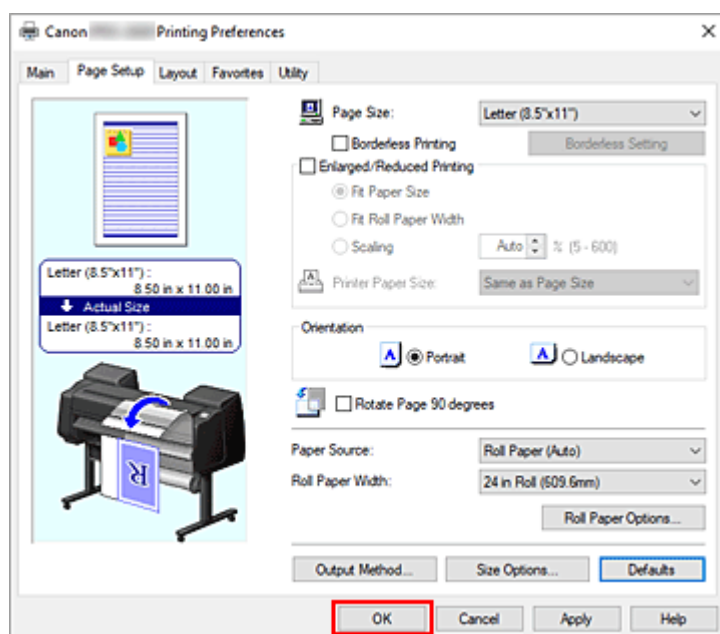 Canon Printing Preferences
Main Page Setup Layout Favorites Utility
Page Size: Letter (8.5"x11")
Borderless Printing Borderless Setting
Enlarged/Reduced Printing
Fit Paper Size
Fit Roll Paper Width
Scaling Auto % (5 - 600)
Printer Paper Size: Same as Page Size
Letter (8.5"x11") :
8.50 in x 11.00 in
Actual Size
Letter (8.5"x11") :
8.50 in x 11.00 in
Orientation
A Portrait A Landscape
Rotate Page 90 degrees
R
Paper Source: Roll Paper (Auto)
Roll Paper Width: 24 in Roll (609.6mm)
Roll Paper Options...
Output Method... Size Options... Defaults
OK Cancel Apply Help